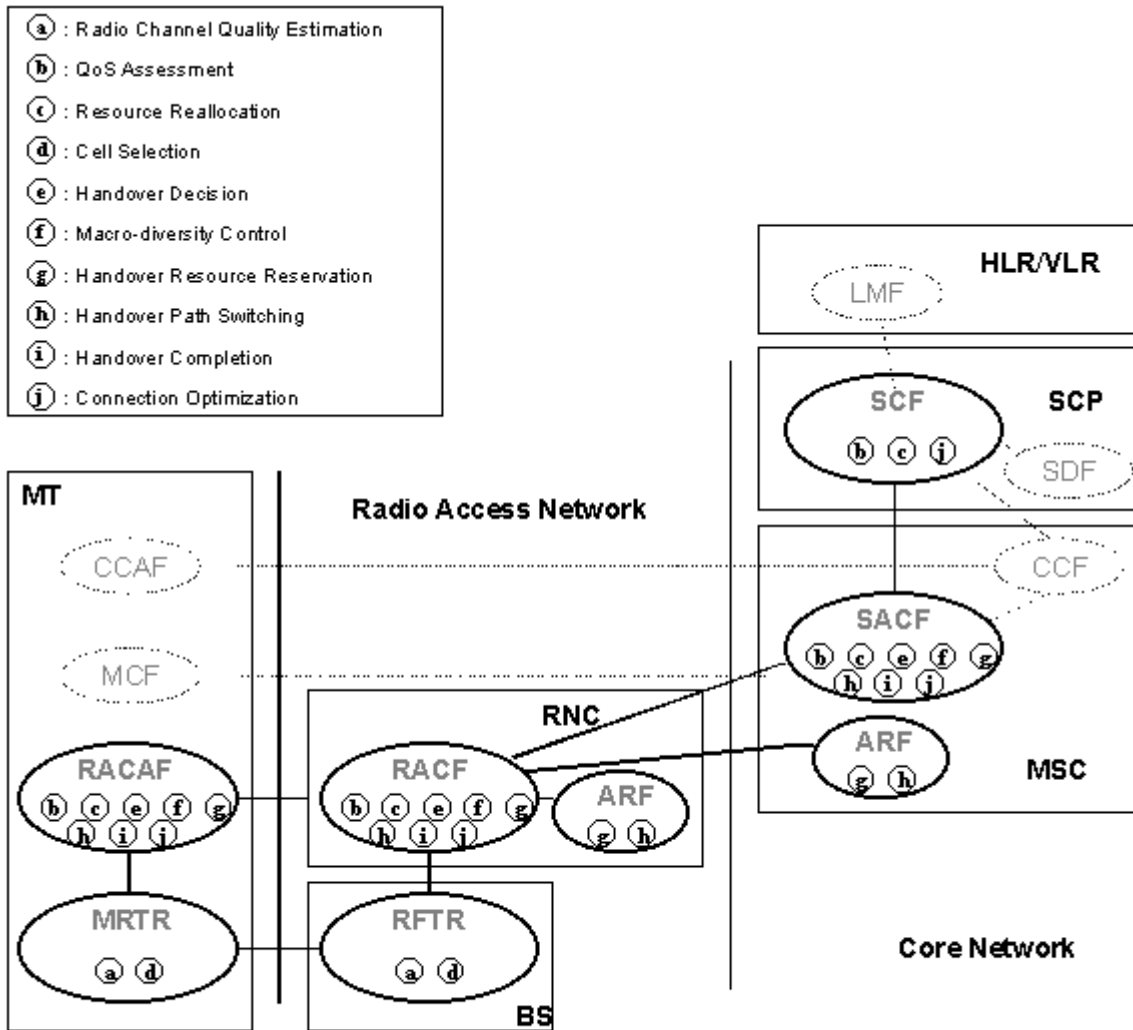 a : Radio Channel Quality Estimation
b : QoS Assessment
c : Resource Reallocation
d : Cell Selection
e : Handover Decision
f : Macro-diversity Control
g : Handover Resource Reservation
h : Handover Path Switching
i : Handover Completion
j : Connection Optimization
HLR/VLR
LMF
SCF
SCP
b c j
SDF
MT
Radio Access Network
CCAF
CCF
SACF
b c e f g
h i j
MCF
RNC
ARF
g h
MSC
RACAF
b c e f g
h i j
RACF
b c e f g
h i j
ARF
g h
MRTR
a d
RFTR
a d
BS
Core Network